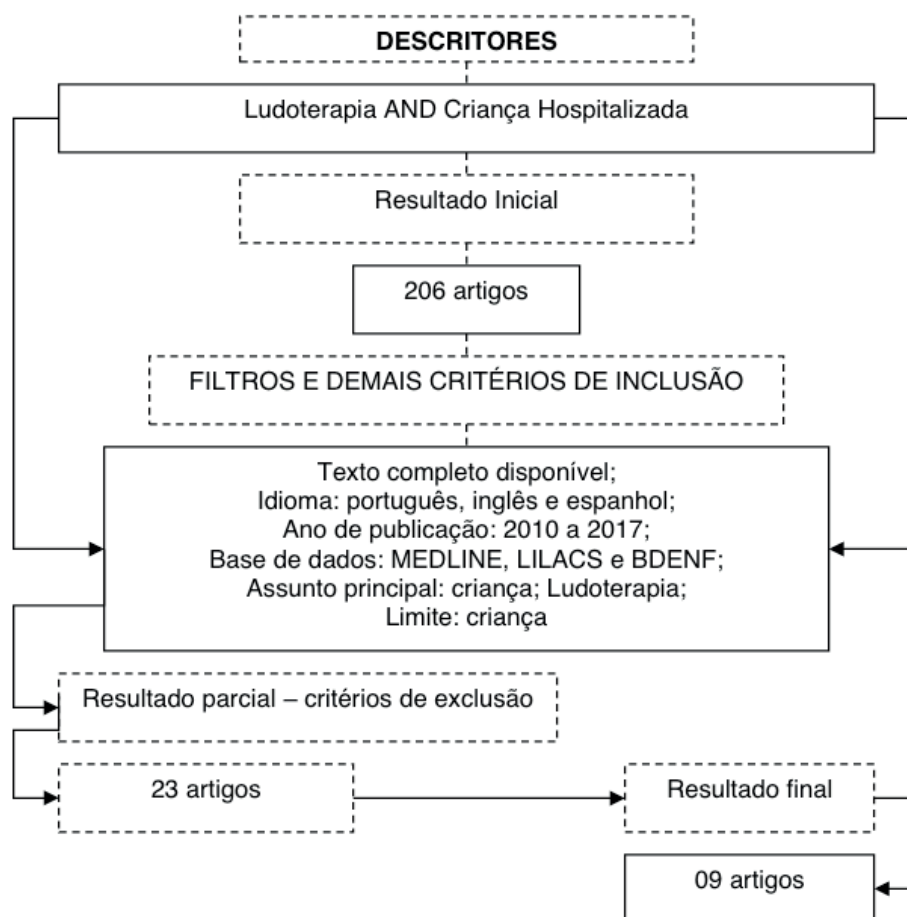 DESCRITORES
Ludoterapia AND Criança Hospitalizada
Resultado Inicial
206 artigos
FILTROS E DEMAIS CRITÉRIOS DE INCLUSÃO
Texto completo disponível;
Idioma: português, inglês e espanhol;
Ano de publicação: 2010 a 2017;
Base de dados: MEDLINE, LILACS e BDENF;
Assunto principal: criança; Ludoterapia;
Limite: criança
Resultado parcial – critérios de exclusão
23 artigos
Resultado final
09 artigos